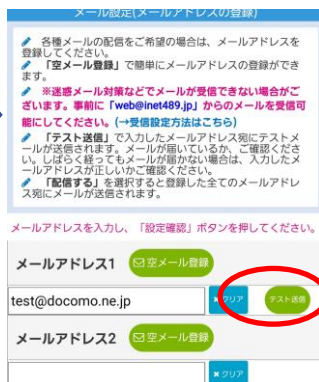 メール設定(メールアドレスの登録)
各種メールの配信をご希望の場合は、メールアドレスを
登録してください。
「空メール登録」で簡単にメールアドレスの登録ができ
ます。
※迷惑メール対策などでメールが受信できない場合がご
ざいます。事前に「web@inet489.jp」からのメールを受信可
能にしてください。(→受信設定方法はこちら)
「テスト送信」で入力したメールアドレス宛にテストメ
ールが送信されます。メールが届いているか、ご確認くださ
い。しばらく経ってもメールが届かない場合は、入力したメ
ールアドレスが正しいかご確認ください。
「配信する」を選択すると登録した全てのメールアドレ
ス宛にメールが送信されます。
メールアドレスを入力し、「設定確認」ボタンを押してください。
メールアドレス1 空メール登録
test@docomo.ne.jp ×クリア テスト送信
メールアドレス2 空メール登録
×クリア